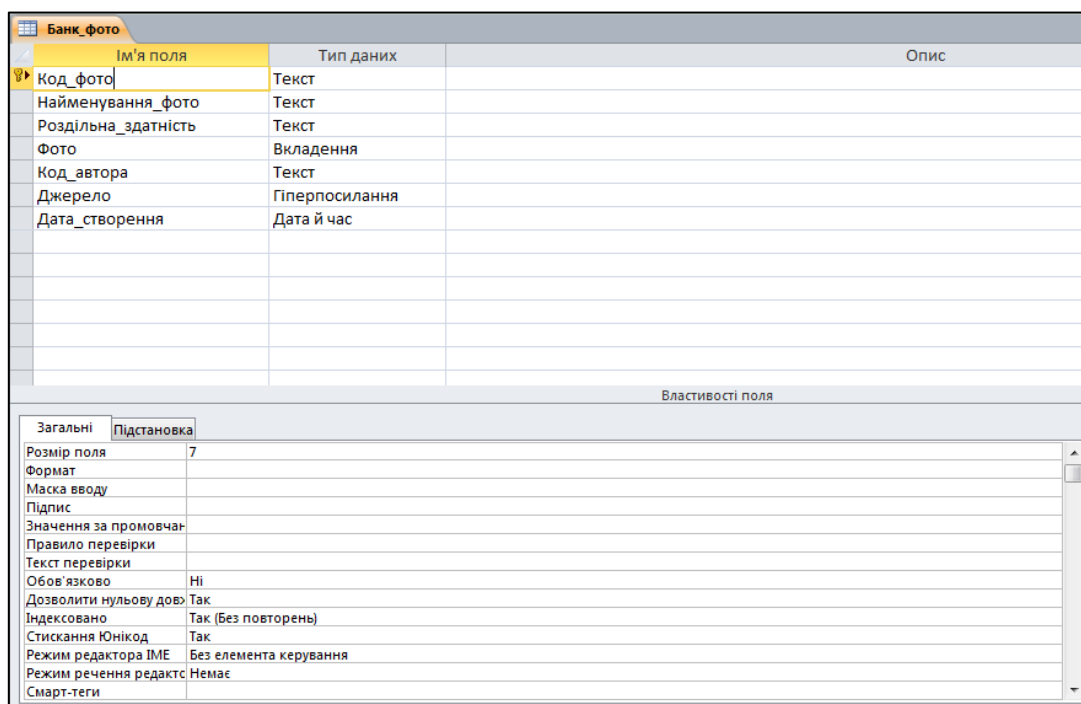 Банк_фото
Ім'я поля Тип даних Опис
Код_фото Текст
Найменування_фото Текст
Роздільна_здатність Текст
Фото Вкладення
Код_автора Текст
Джерело Гіперпосилання
Дата_створення Дата й час
Властивості поля
Загальні Підстановка
Розмір поля 7
Формат
Маска вводу
Підпис
Значення за промовчан
Правило перевірки
Текст перевірки
Обов'язково Ні
Дозволити нульову дов> Так
Індексовано Так (Без повторень)
Стискання Юнікод Так
Режим редактора IME Без елемента керування
Режим речення редактс Немає
Смарт-теги